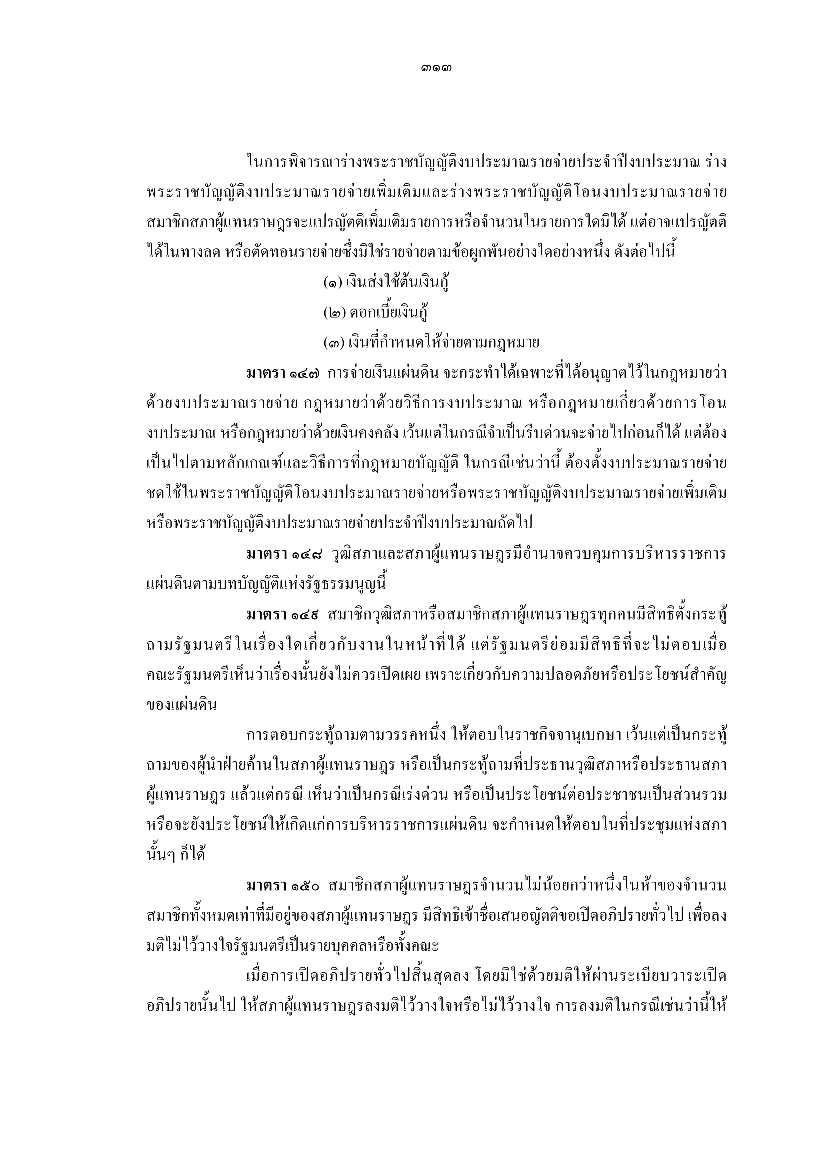 ๓๑๓
ในการพิจารณาร่างพระราชบัญญัติงบประมาณรายจ่ายประจำปีงบประมาณ ร่าง
พระราชบัญญัติงบประมาณรายจ่ายเพิ่มเติมและร่างพระราชบัญญัติโอนงบประมาณรายจ่าย
สมาชิกสภาผู้แทนราษฎรจะแปรญัตติเพิ่มเติมรายการหรือจำนวนในรายการใดมิได้ แต่อาจแปรญัตติ
ได้ในทางลด หรือตัดทอนรายจ่ายซึ่งมิใช่รายจ่ายตามข้อผูกพันอย่างใดอย่างหนึ่ง ดังต่อไปนี้
(๑) เงินส่งใช้ต้นเงินกู้
(๒) ดอกเบี้ยเงินกู้
(๓) เงินที่กำหนดให้จ่ายตามกฎหมาย
มาตรา ๑๔๗ การจ่ายเงินแผ่นดิน จะกระทำได้เฉพาะที่ได้อนุญาตไว้ในกฎหมายว่า
ด้วยงบประมาณรายจ่าย กฎหมายว่าด้วยวิธีการงบประมาณ หรือกฎหมายเกี่ยวด้วยการโอน
งบประมาณ หรือกฎหมายว่าด้วยเงินคงคลัง เว้นแต่ในกรณีจำเป็นรีบด่วนจะจ่ายไปก่อนก็ได้ แต่ต้อง
เป็นไปตามหลักเกณฑ์และวิธีการที่กฎหมายบัญญัติ ในกรณีเช่นว่านี้ ต้องตั้งงบประมาณรายจ่าย
ชดใช้ในพระราชบัญญัติโอนงบประมาณรายจ่ายหรือพระราชบัญญัติงบประมาณรายจ่ายเพิ่มเติม
หรือพระราชบัญญัติงบประมาณรายจ่ายประจำปีงบประมาณถัดไป
มาตรา ๑๔๘ วุฒิสภาและสภาผู้แทนราษฎรมีอำนาจควบคุมการบริหารราชการ
แผ่นดินตามบทบัญญัติแห่งรัฐธรรมนูญนี้
มาตรา ๑๔๙ สมาชิกวุฒิสภาหรือสมาชิกสภาผู้แทนราษฎรทุกคนมีสิทธิตั้งกระทู้
ถามรัฐมนตรีในเรื่องใดเกี่ยวกับงานในหน้าที่ได้ แต่รัฐมนตรีย่อมมีสิทธิที่จะไม่ตอบเมื่อ
คณะรัฐมนตรีเห็นว่าเรื่องนั้นยังไม่ควรเปิดเผย เพราะเกี่ยวกับความปลอดภัยหรือประโยชน์สำคัญ
ของแผ่นดิน
การตอบกระทู้ถามตามวรรคหนึ่ง ให้ตอบในราชกิจจานุเบกษา เว้นแต่เป็นกระทู้
ถามของผู้นำฝ่ายค้านในสภาผู้แทนราษฎร หรือเป็นกระทู้ถามที่ประธานวุฒิสภาหรือประธานสภา
ผู้แทนราษฎร แล้วแต่กรณี เห็นว่าเป็นกรณีเร่งด่วน หรือเป็นประโยชน์ต่อประชาชนเป็นส่วนรวม
หรือจะยังประโยชน์ให้เกิดแก่การบริหารราชการแผ่นดิน จะกำหนดให้ตอบในที่ประชุมแห่งสภา
นั้นๆ ก็ได้
มาตรา ๑๕๐ สมาชิกสภาผู้แทนราษฎรจำนวนไม่น้อยกว่าหนึ่งในห้าของจำนวน
สมาชิกทั้งหมดเท่าที่มีอยู่ของสภาผู้แทนราษฎร มีสิทธิเข้าชื่อเสนอญัตติขอเปิดอภิปรายทั่วไป เพื่อลง
มติไม่ไว้วางใจรัฐมนตรีเป็นรายบุคคลหรือทั้งคณะ
เมื่อการเปิดอภิปรายทั่วไปสิ้นสุดลง โดยมิใช่ด้วยมติให้ผ่านระเบียบวาระเปิด
อภิปรายนั้นไป ให้สภาผู้แทนราษฎรลงมติไว้วางใจหรือไม่ไว้วางใจ การลงมติในกรณีเช่นว่านี้ให้